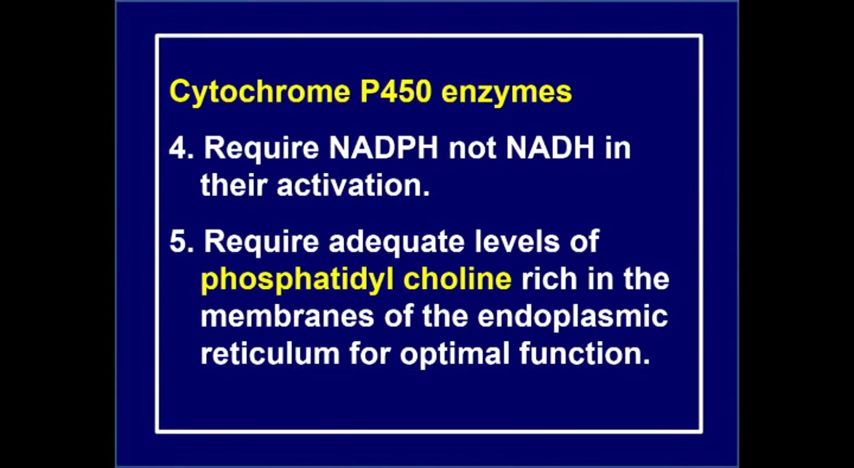 Cytochrome P450 enzymes
4. Require NADPH not NADH in
their activation.
5. Require adequate levels of
phosphatidyl choline rich in the
membranes of the endoplasmic
reticulum for optimal function.